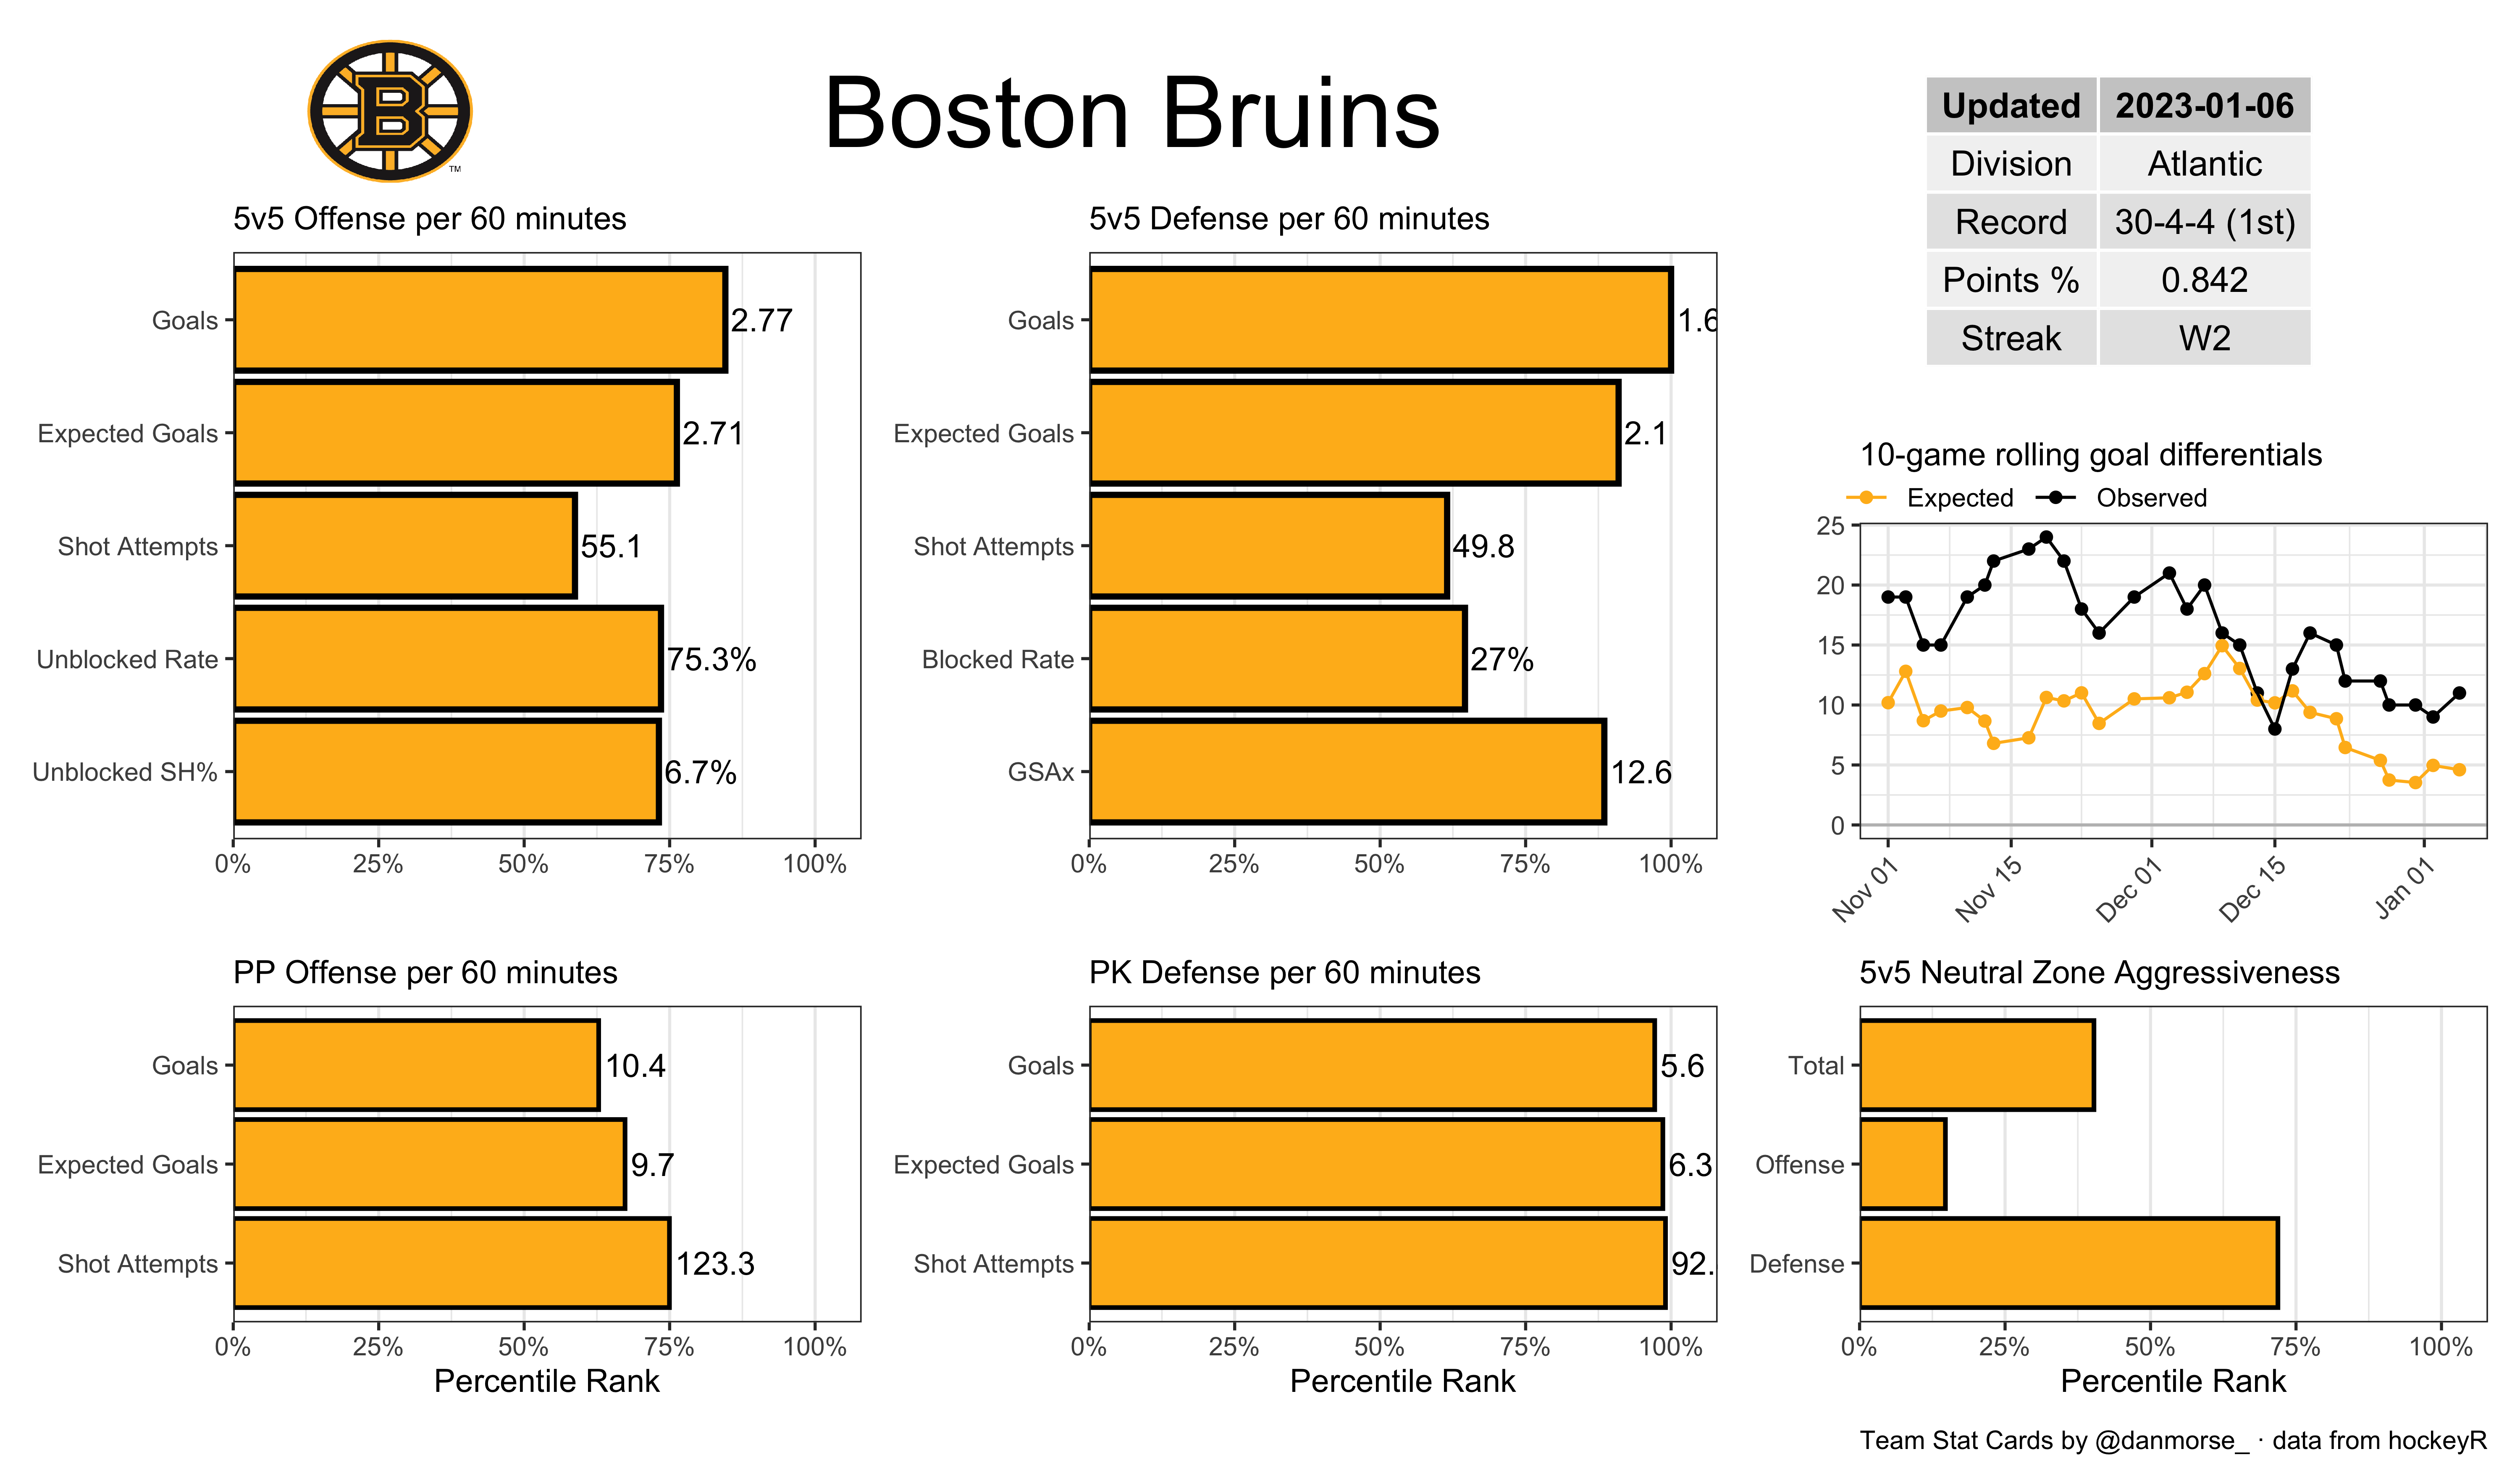 B
TM
Boston Bruins
Updated 2023-01-06
Division Atlantic
Record 30-4-4 (1st)
Points % 0.842
Streak W2
5v5 Offense per 60 minutes
Goals 2.77
Expected Goals 2.71
Shot Attempts 55.1
Unblocked Rate 75.3%
Unblocked SH% 6.7%
0% 25% 50% 75% 100%
5v5 Defense per 60 minutes
Goals 1.6
Expected Goals 2.1
Shot Attempts 49.8
Blocked Rate 27%
GSAx 12.6
0% 25% 50% 75% 100%
10-game rolling goal differentials
Expected Observed
25
20
15
10
5
0
Nov 01 Nov 15 Dec 01 Dec 15 Jan 01
PP Offense per 60 minutes
Goals 10.4
Expected Goals 9.7
Shot Attempts 123.3
0% 25% 50% 75% 100%
Percentile Rank
PK Defense per 60 minutes
Goals 5.6
Expected Goals 6.3
Shot Attempts 92.
0% 25% 50% 75% 100%
Percentile Rank
5v5 Neutral Zone Aggressiveness
Total
Offense
Defense
0% 25% 50% 75% 100%
Percentile Rank
Team Stat Cards by @danmorse_ · data from hockeyR